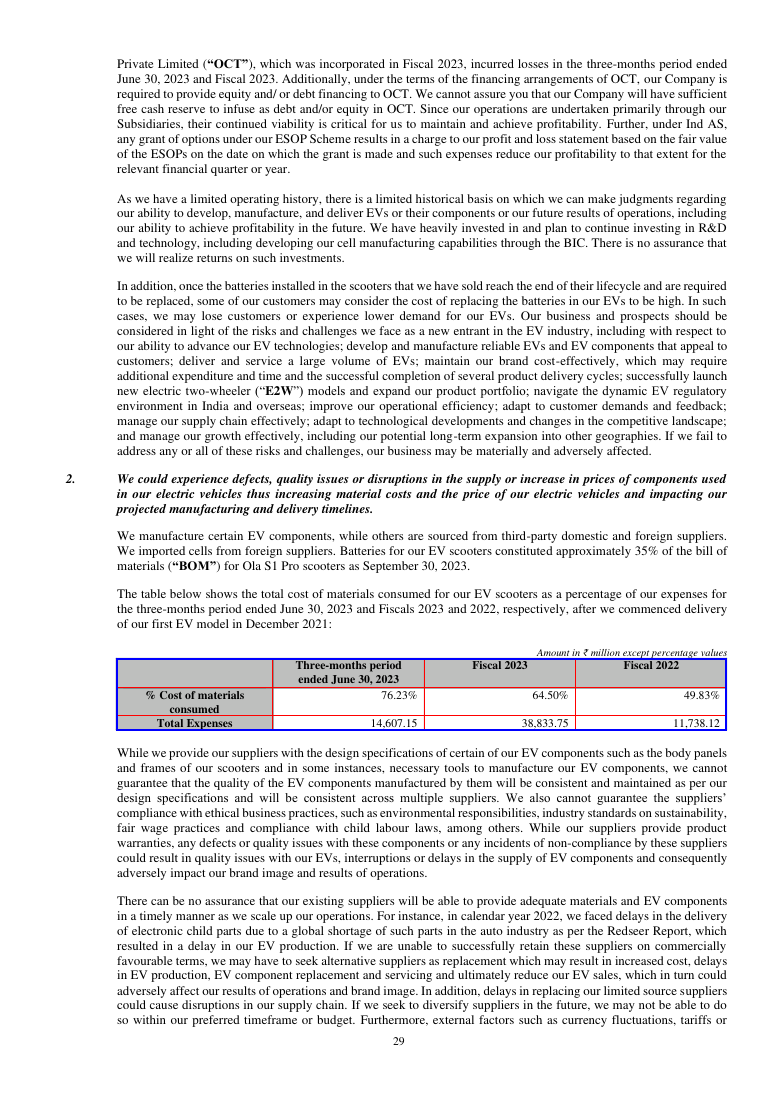 Private Limited (“OCT”), which was incorporated in Fiscal 2023, incurred losses in the three-months period ended
June 30, 2023 and Fiscal 2023. Additionally, under the terms of the financing arrangements of OCT, our Company is
required to provide equity and/ or debt financing to OCT. We cannot assure you that our Company will have sufficient
free cash reserve to infuse as debt and/or equity in OCT. Since our operations are undertaken primarily through our
Subsidiaries, their continued viability is critical for us to maintain and achieve profitability. Further, under Ind AS,
any grant of options under our ESOP Scheme results in a charge to our profit and loss statement based on the fair value
of the ESOPs on the date on which the grant is made and such expenses reduce our profitability to that extent for the
relevant financial quarter or year.
As we have a limited operating history, there is a limited historical basis on which we can make judgments regarding
our ability to develop, manufacture, and deliver EVs or their components or our future results of operations, including
our ability to achieve profitability in the future. We have heavily invested in and plan to continue investing in R&D
and technology, including developing our cell manufacturing capabilities through the BIC. There is no assurance that
we will realize returns on such investments.
In addition, once the batteries installed in the scooters that we have sold reach the end of their lifecycle and are required
to be replaced, some of our customers may consider the cost of replacing the batteries in our EVs to be high. In such
cases, we may lose customers or experience lower demand for our EVs. Our business and prospects should be
considered in light of the risks and challenges we face as a new entrant in the EV industry, including with respect to
our ability to advance our EV technologies; develop and manufacture reliable EVs and EV components that appeal to
customers; deliver and service a large volume of EVs; maintain our brand cost-effectively, which may require
additional expenditure and time and the successful completion of several product delivery cycles; successfully launch
new electric two-wheeler (“E2W”) models and expand our product portfolio; navigate the dynamic EV regulatory
environment in India and overseas; improve our operational efficiency; adapt to customer demands and feedback;
manage our supply chain effectively; adapt to technological developments and changes in the competitive landscape;
and manage our growth effectively, including our potential long-term expansion into other geographies. If we fail to
address any or all of these risks and challenges, our business may be materially and adversely affected.
2. We could experience defects, quality issues or disruptions in the supply or increase in prices of components used
in our electric vehicles thus increasing material costs and the price of our electric vehicles and impacting our
projected manufacturing and delivery timelines.
We manufacture certain EV components, while others are sourced from third-party domestic and foreign suppliers.
We imported cells from foreign suppliers. Batteries for our EV scooters constituted approximately 35% of the bill of
materials (“BOM”) for Ola S1 Pro scooters as September 30, 2023.
The table below shows the total cost of materials consumed for our EV scooters as a percentage of our expenses for
the three-months period ended June 30, 2023 and Fiscals 2023 and 2022, respectively, after we commenced delivery
of our first EV model in December 2021:
Amount in ₹ million except percentage values
Three-months period Fiscal 2023 Fiscal 2022
ended June 30, 2023
% Cost of materials 76.23% 64.50% 49.83%
consumed
Total Expenses 14,607.15 38,833.75 11,738.12
While we provide our suppliers with the design specifications of certain of our EV components such as the body panels
and frames of our scooters and in some instances, necessary tools to manufacture our EV components, we cannot
guarantee that the quality of the EV components manufactured by them will be consistent and maintained as per our
design specifications and will be consistent across multiple suppliers. We also cannot guarantee the suppliers’
compliance with ethical business practices, such as environmental responsibilities, industry standards on sustainability,
fair wage practices and compliance with child labour laws, among others. While our suppliers provide product
warranties, any defects or quality issues with these components or any incidents of non-compliance by these suppliers
could result in quality issues with our EVs, interruptions or delays in the supply of EV components and consequently
adversely impact our brand image and results of operations.
There can be no assurance that our existing suppliers will be able to provide adequate materials and EV components
in a timely manner as we scale up our operations. For instance, in calendar year 2022, we faced delays in the delivery
of electronic child parts due to a global shortage of such parts in the auto industry as per the Redseer Report, which
resulted in a delay in our EV production. If we are unable to successfully retain these suppliers on commercially
favourable terms, we may have to seek alternative suppliers as replacement which may result in increased cost, delays
in EV production, EV component replacement and servicing and ultimately reduce our EV sales, which in turn could
adversely affect our results of operations and brand image. In addition, delays in replacing our limited source suppliers
could cause disruptions in our supply chain. If we seek to diversify suppliers in the future, we may not be able to do
so within our preferred timeframe or budget. Furthermore, external factors such as currency fluctuations, tariffs or
29